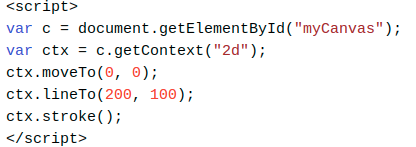 <script>
var c = document.getElementById("myCanvas");
var ctx = c.getContext("2d");
ctx.moveTo(0, 0);
ctx.lineTo(200, 100);
ctx.stroke();
</script>